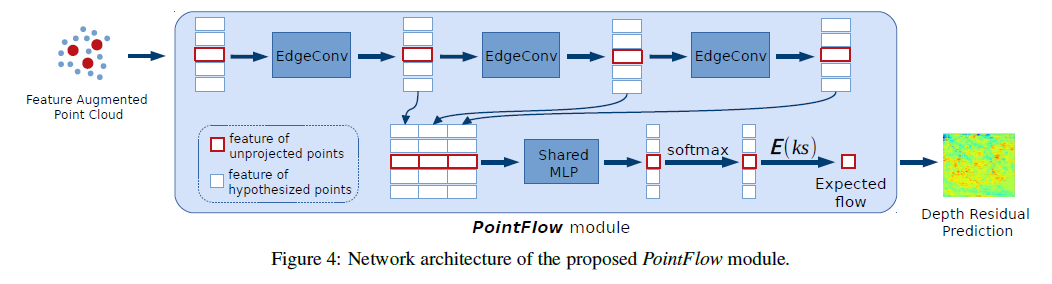 EdgeConv
EdgeConv
EdgeConv
Feature Augmented
Point Cloud
feature of
unprojected points
feature of
hypothesized points
Shared
MLP
softmax
E(ks)
Expected
flow
Depth Residual
Prediction
PointFlow module
Figure 4: Network architecture of the proposed PointFlow module.